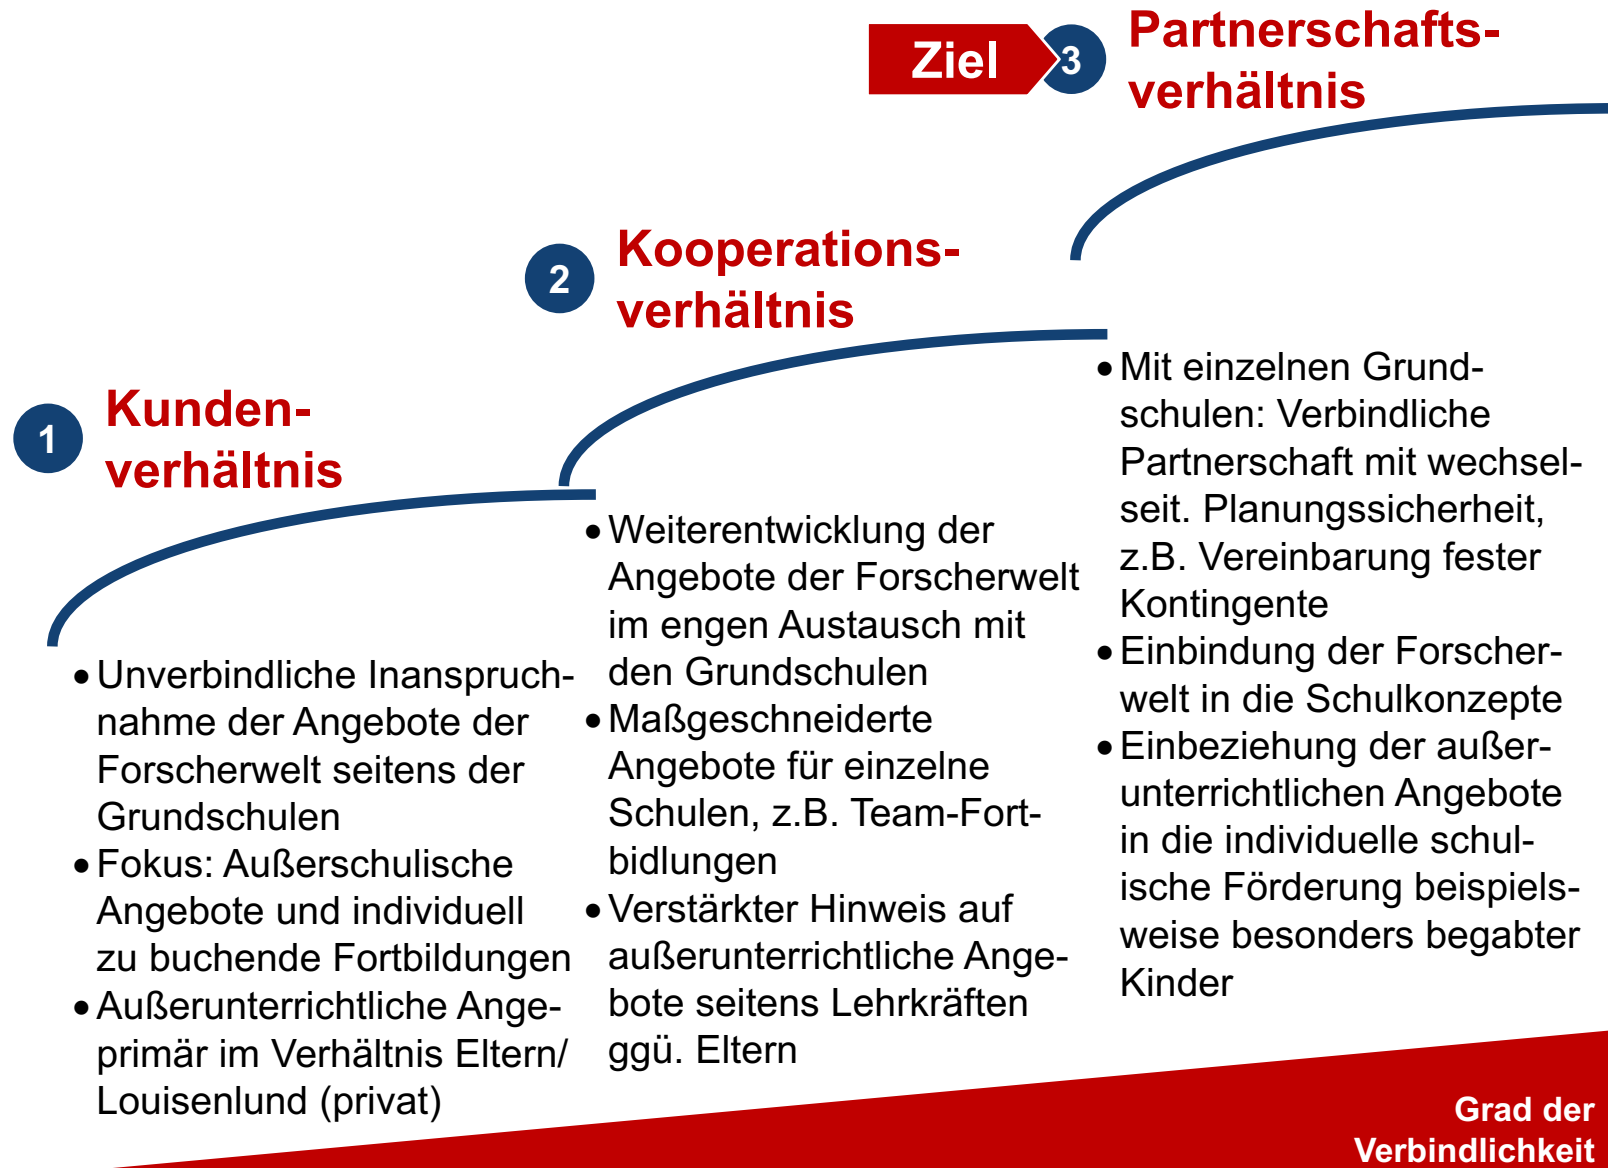 Ziel
3
Partnerschafts-
verhältnis
2
Kooperations-
verhältnis
1
Kunden-
verhältnis
• Unverbindliche Inanspruch-
nahme der Angebote der
Forscherwelt seitens der
Grundschulen
• Fokus: Außerschulische
Angebote und individuell
zu buchende Fortbildungen
• Außerunterrichtliche Ange-
primär im Verhältnis Eltern/
Louisenlund (privat)
• Weiterentwicklung der
Angebote der Forscherwelt
im engen Austausch mit
den Grundschulen
• Maßgeschneiderte
Angebote für einzelne
Schulen, z.B. Team-Fort-
bidlungen
• Verstärkter Hinweis auf
außerunterrichtliche Ange-
bote seitens Lehrkräften
ggü. Eltern
• Mit einzelnen Grund-
schulen: Verbindliche
Partnerschaft mit wechsel-
seit. Planungssicherheit,
z.B. Vereinbarung fester
Kontingente
• Einbindung der Forscher-
welt in die Schulkonzepte
• Einbeziehung der außer-
unterrichtlichen Angebote
in die individuelle schul-
ische Förderung beispiels-
weise besonders begabter
Kinder
Grad der
Verbindlichkeit